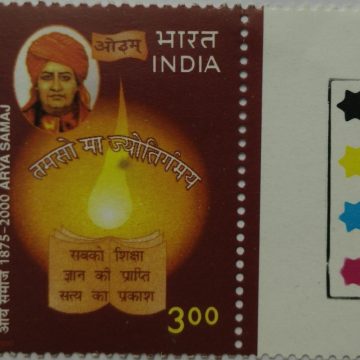 ओ३म्
भारत
INDIA
तमसो मा ज्योतिर्गमय
सबको शिक्षा
ज्ञान की प्राप्ति
सत्य का प्रकाश
3.00
आर्य समाज 1875-2000 ARYA SAMAJ